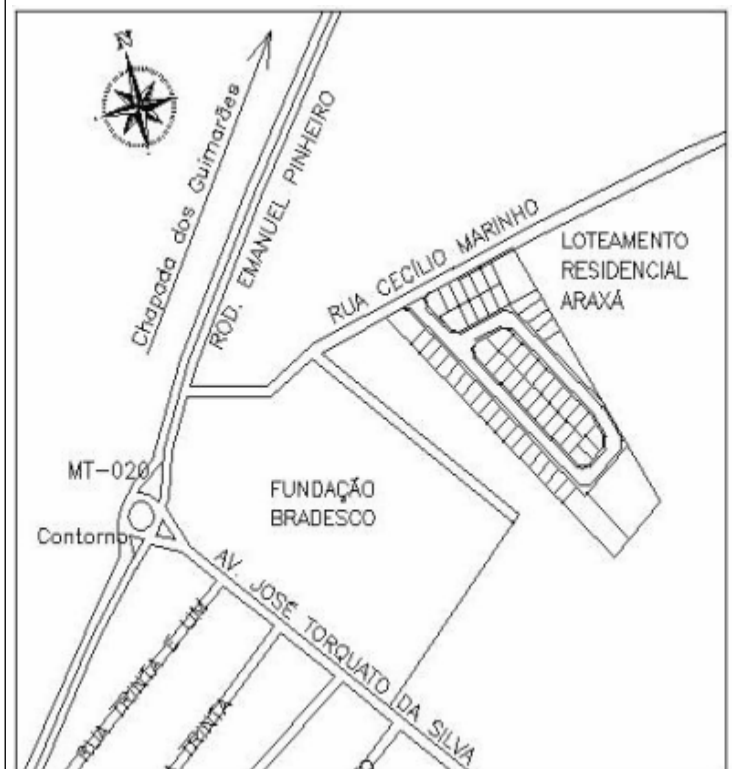 N
Chapada dos Guimarães
ROD. EMANUEL PINHEIRO
RUA CECÍLIO MARINHO
LOTEAMENTO
RESIDENCIAL
ARAXÁ
MT-020
Contorno
FUNDAÇÃO
BRADESCO
AV. JOSÉ TORQUATO DA SILVA
RUA TRINTA E UM
TRINTA